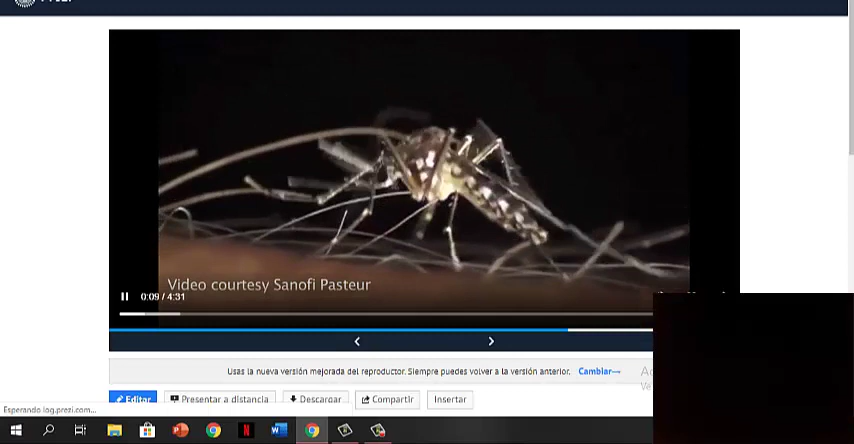 Video courtesy Sanofi Pasteur
0:09 / 4:31
Usas la nueva versión mejorada del reproductor. Siempre puedes volver a la versión anterior. Cambiar→
Editar
Presentar a distancia
Descargar
Compartir
Insertar
Esperando log.prezi.com...